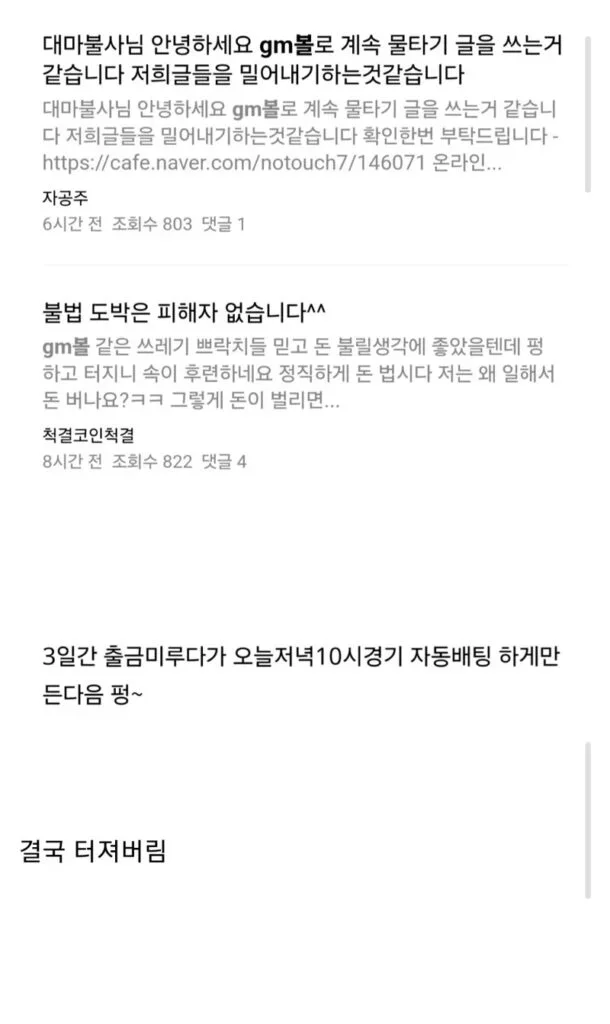 대마불사님 안녕하세요 gm볼로 계속 물타기 글을 쓰는거
같습니다 저희글들을 밀어내기하는것같습니다
대마불사님 안녕하세요 gm볼로 계속 물타기 글을 쓰는거 같습니
다 저희글들을 밀어내기하는것같습니다 확인한번 부탁드립니다 -
https://cafe.naver.com/notouch7/146071 온라인...
자공주
6시간 전 조회수 803 댓글 1
불법 도박은 피해자 없습니다^^
gm볼 같은 쓰레기 쁘락치들 믿고 돈 불릴생각에 좋았을텐데 펑
하고 터지니 속이 후련하네요 정직하게 돈 법시다 저는 왜 일해서
돈 버나요?ㅋㅋ 그렇게 돈이 벌리면...
척결코인척결
8시간 전 조회수 822 댓글 4
3일간 출금미루다가 오늘저녁10시경기 자동배팅 하게만
든다음 펑~
결국 터져버림